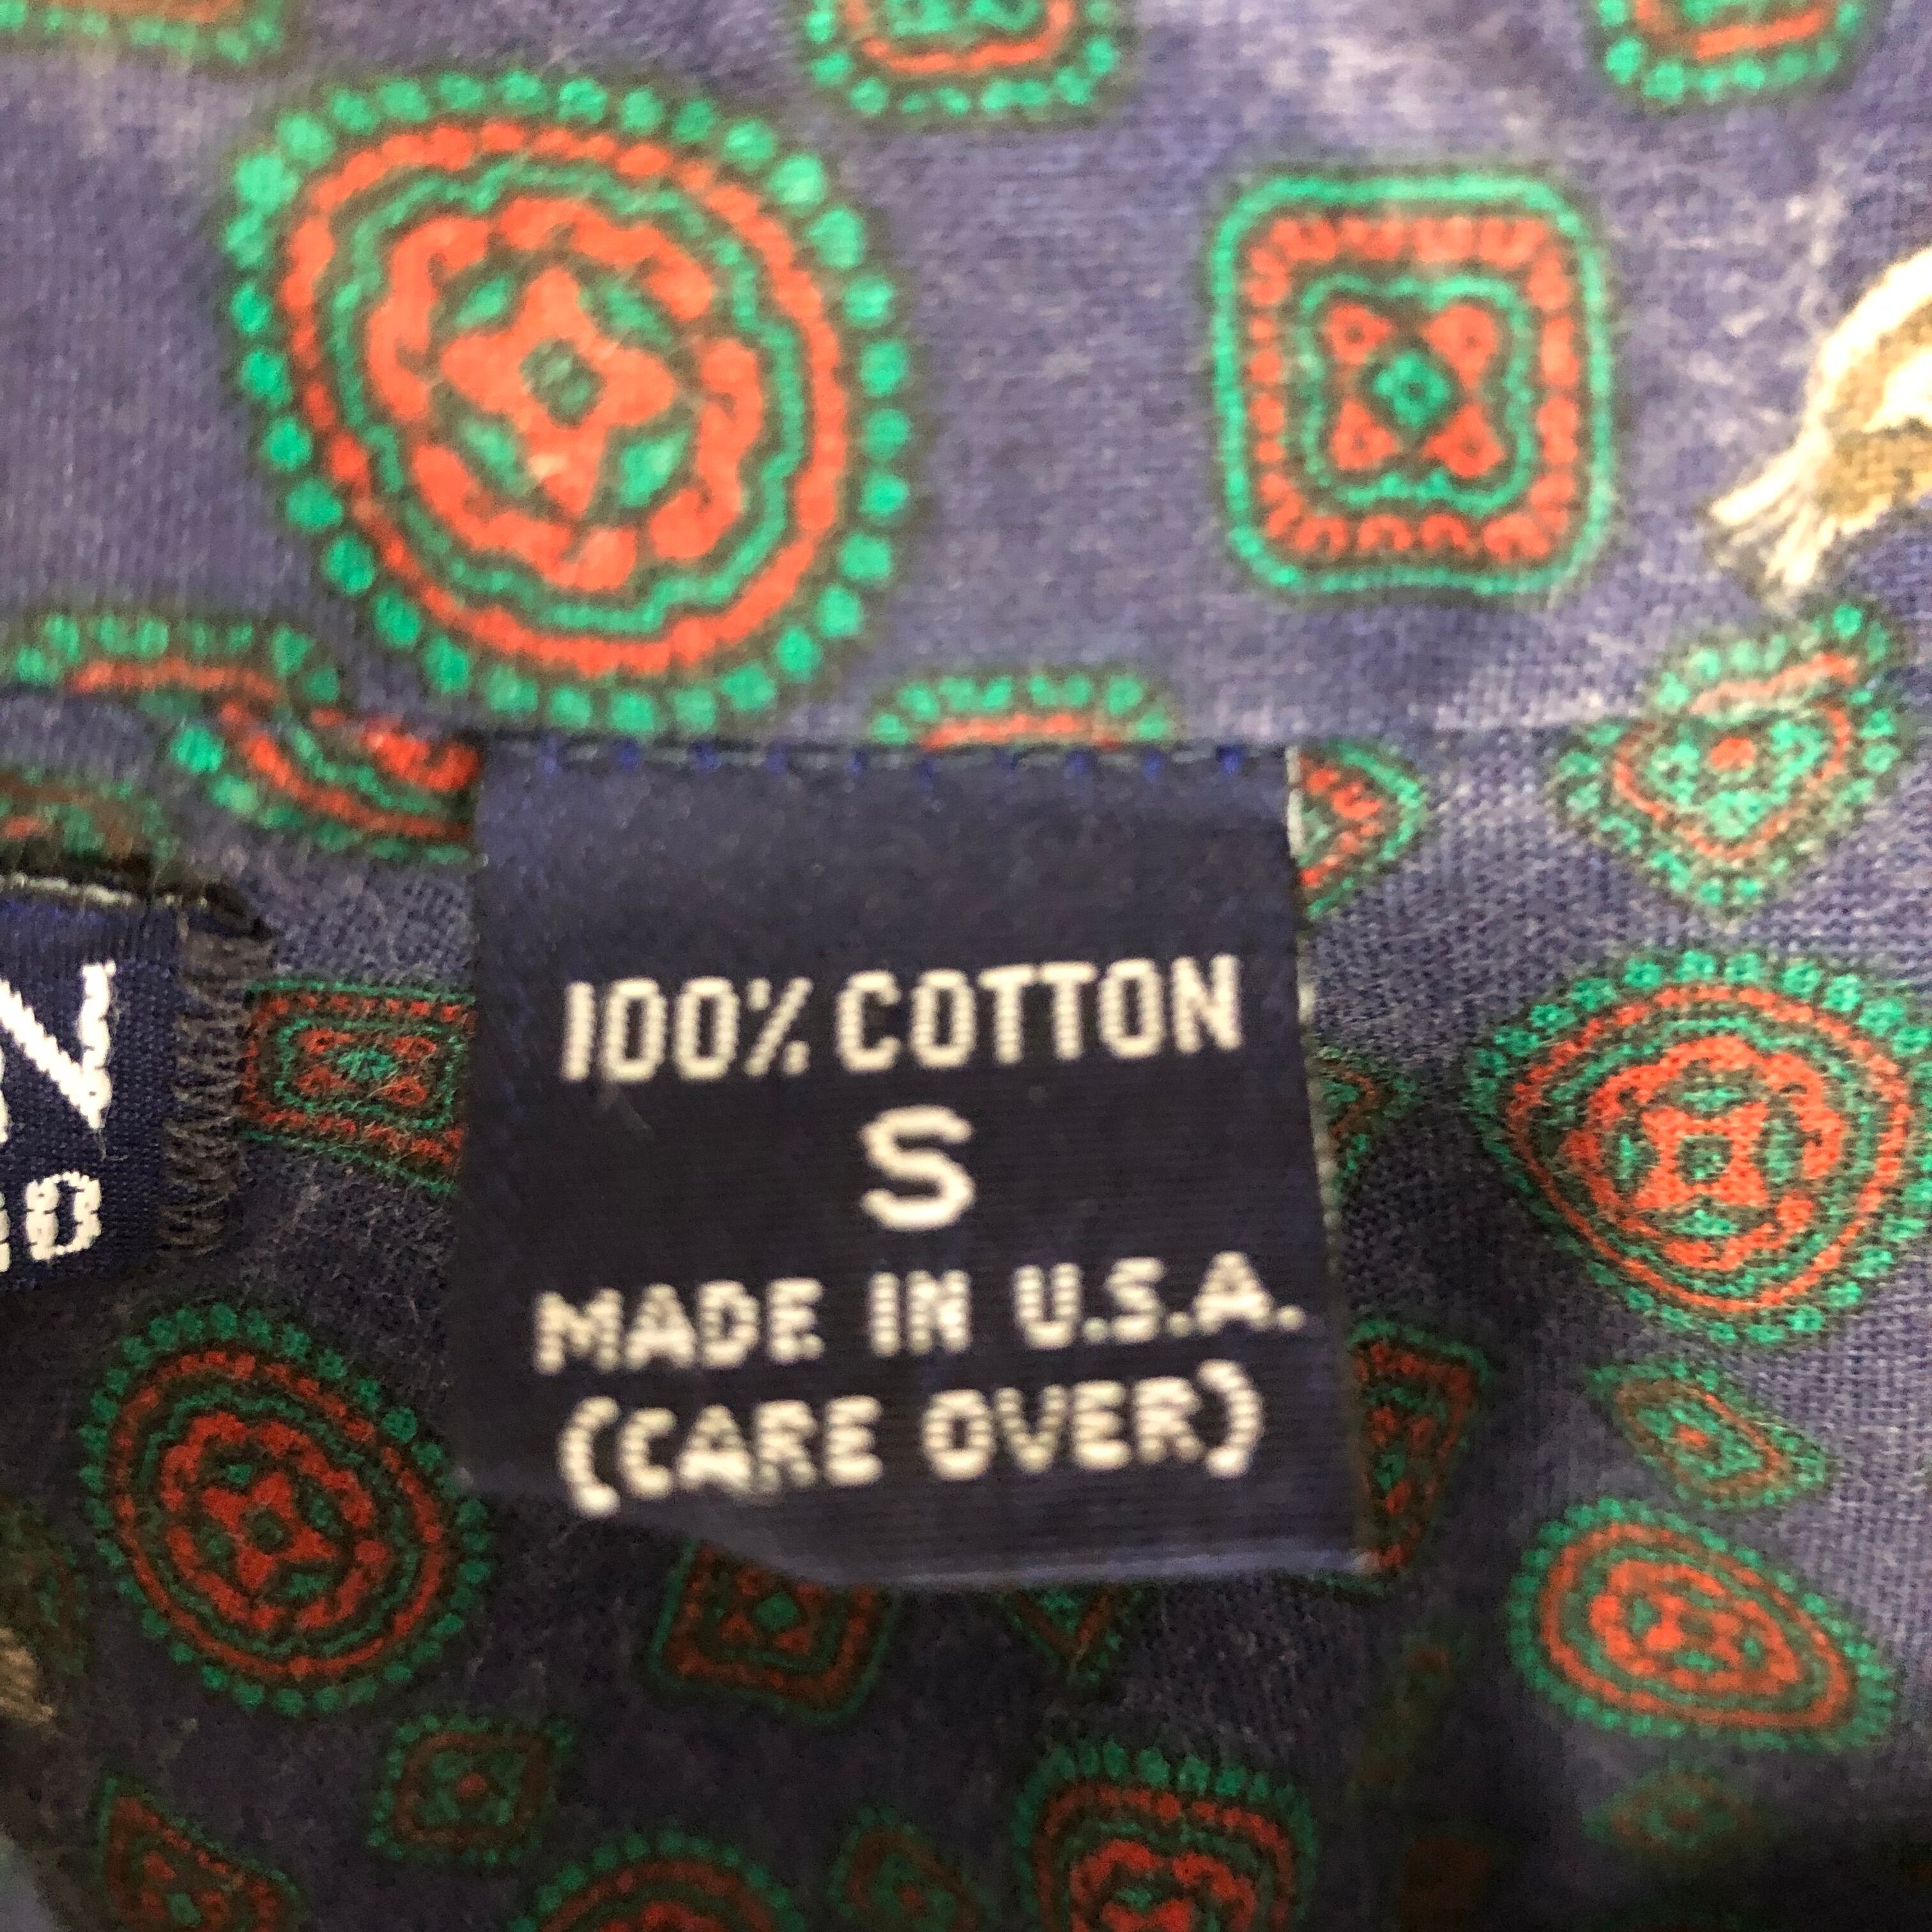 100% COTTON
S
MADE IN U.S.A.
(CARE OVER)